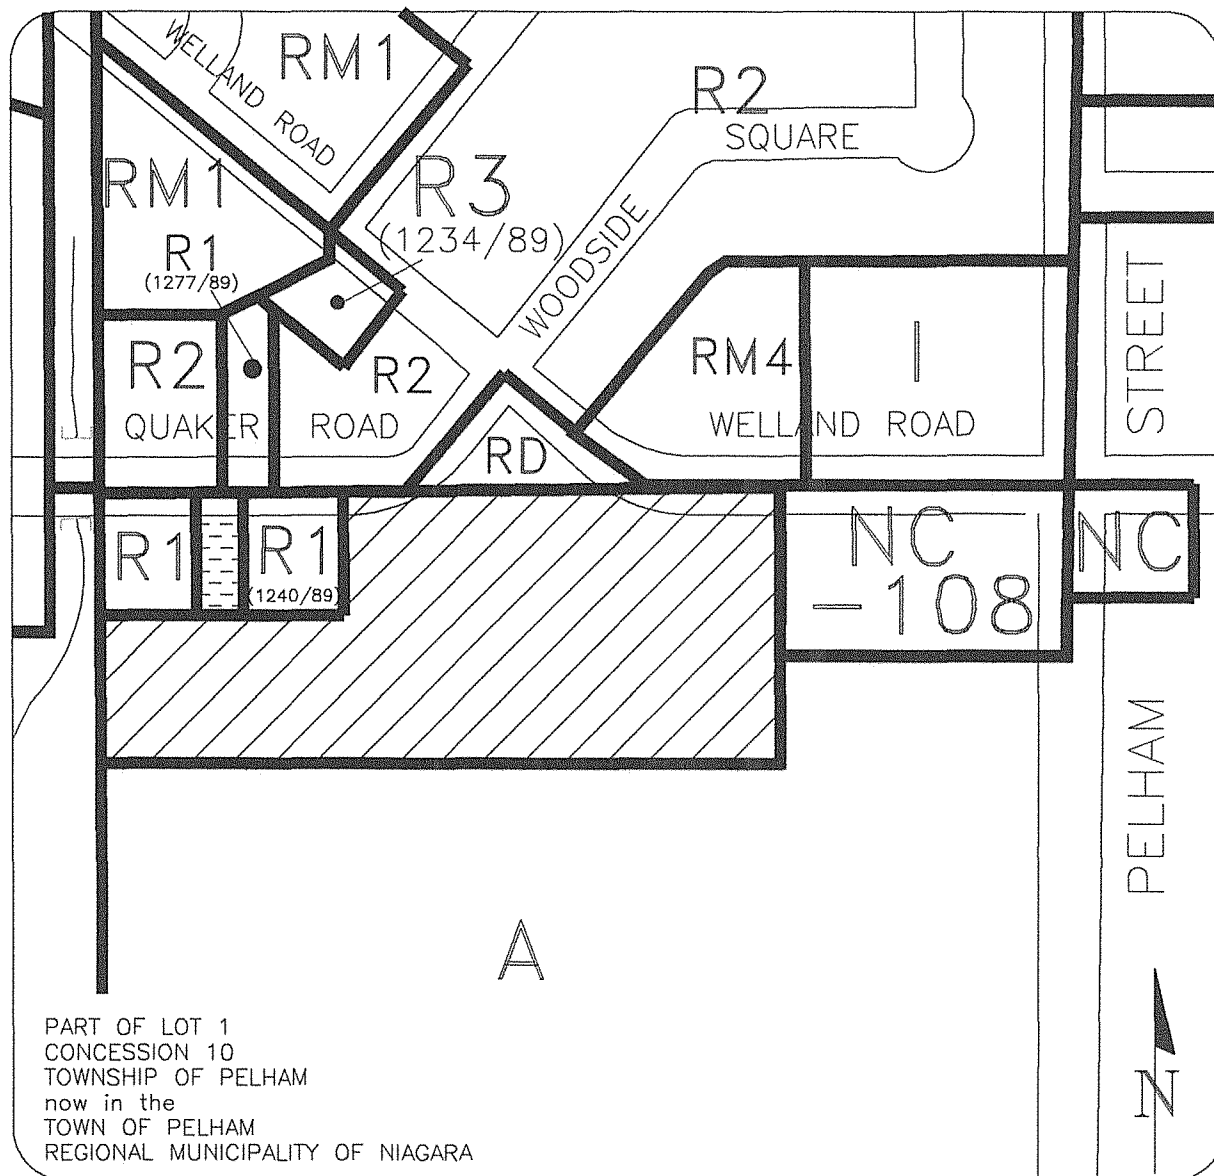 WELLAND ROAD
RM1
R2
SQUARE
RM1
R3
(1234/89)
R1
(1277/89)
WOODSIDE
STREET
R2
R2
RM4
I
QUAKER ROAD
WELLAND ROAD
RD
R1
R1
(1240/89)
NC
-108
NC
PELHAM
A
PART OF LOT 1
CONCESSION 10
TOWNSHIP OF PELHAM
now in the
TOWN OF PELHAM
REGIONAL MUNICIPALITY OF NIAGARA
N